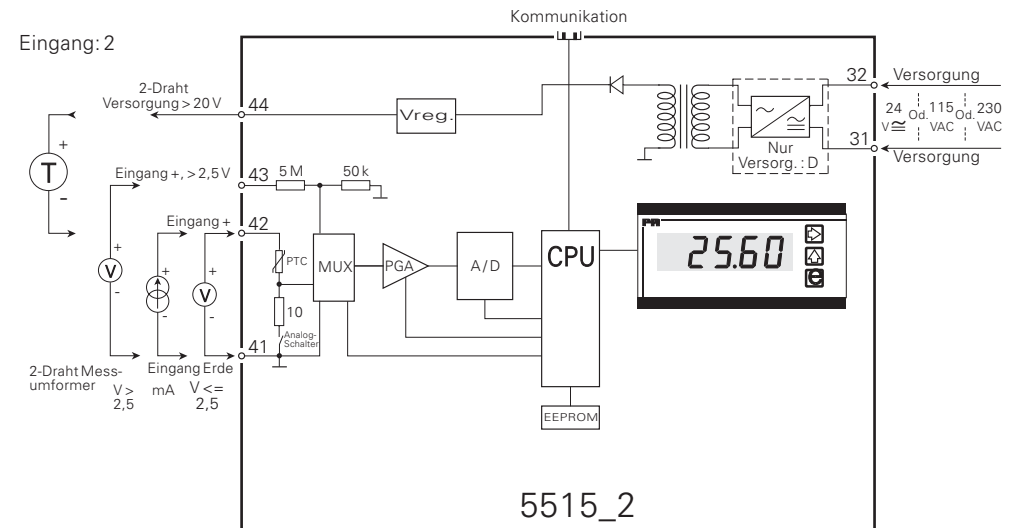 Kommunikation
Eingang: 2
2-Draht
Versorgung > 20 V
44
Vreg.
32
Versorgung
24
V≅
Od.
115
VAC
Od.
230
VAC
31
Versorgung
Nur
Versorg. : D
+
T
-
Eingang +, > 2,5 V
43
5 M
50 k
Eingang +
42
PTC
MUX
PGA
A/D
CPU
PR
25.60
e
+
V
-
+
-
+
V
-
10
Analog-
Schalter
41
2-Draht Mess-
umformer
V >
2,5
Eingang Erde
mA
V <=
2,5
EEPROM
5515_2